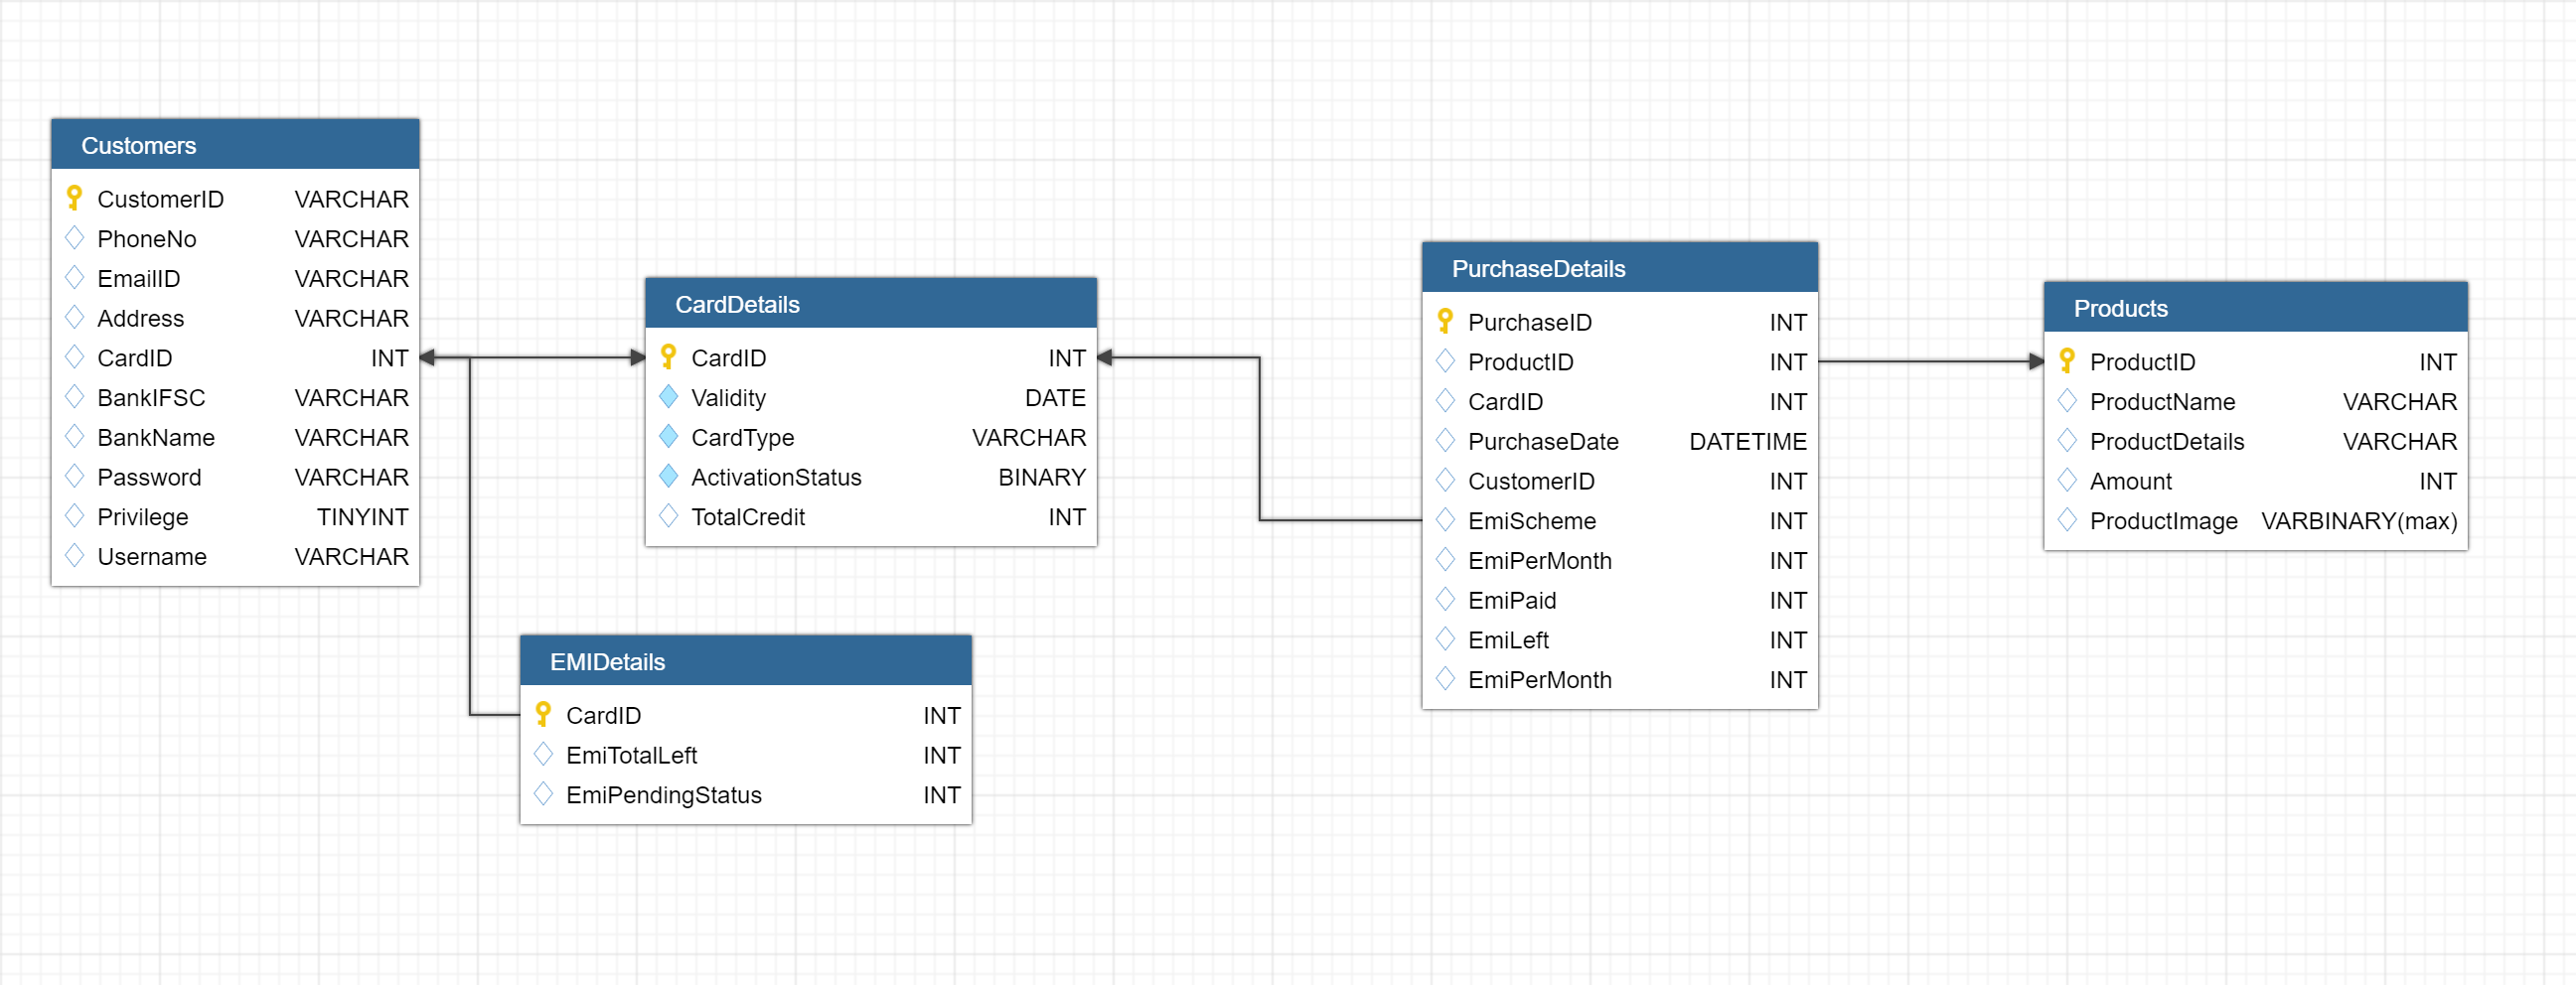 Customers
CustomerID VARCHAR
PhoneNo VARCHAR
EmailID VARCHAR
Address VARCHAR
CardID INT
BankIFSC VARCHAR
BankName VARCHAR
Password VARCHAR
Privilege TINYINT
Username VARCHAR
CardDetails
CardID INT
Validity DATE
CardType VARCHAR
ActivationStatus BINARY
TotalCredit INT
EMIDetails
CardID INT
EmiTotalLeft INT
EmiPendingStatus INT
PurchaseDetails
PurchaseID INT
ProductID INT
CardID INT
PurchaseDate DATETIME
CustomerID INT
EmiScheme INT
EmiPerMonth INT
EmiPaid INT
EmiLeft INT
EmiPerMonth INT
Products
ProductID INT
ProductName VARCHAR
ProductDetails VARCHAR
Amount INT
ProductImage VARBINARY(max)